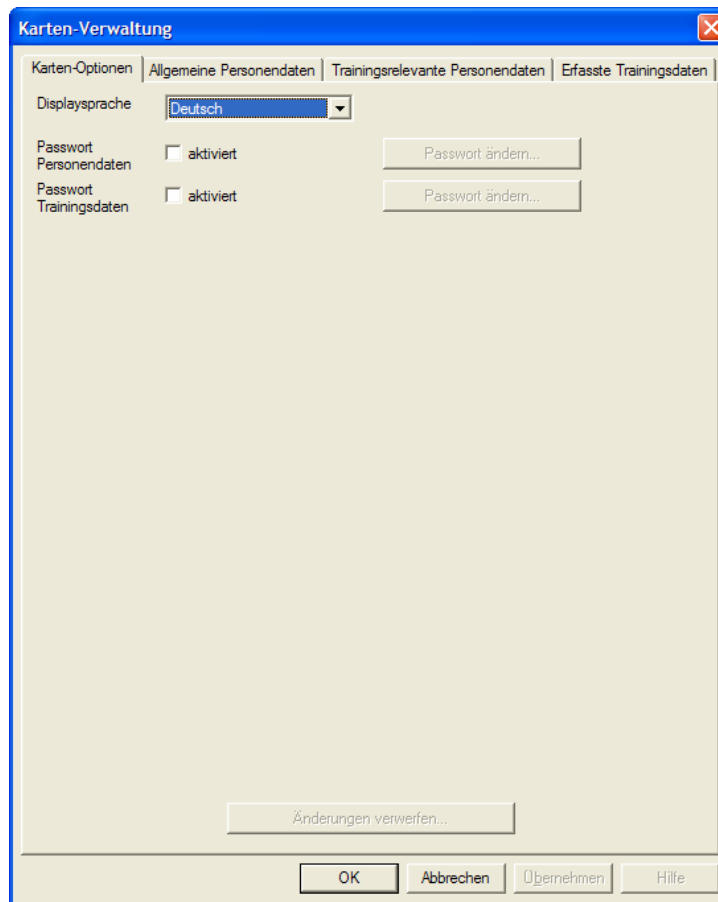 Karten-Verwaltung
Karten-Optionen Allgemeine Personendaten Trainingsrelevante Personendaten Erfasste Trainingsdaten
Displaysprache Deutsch
Passwort
Personendaten
aktiviert Passwort ändern...
Passwort
Trainingsdaten
aktiviert Passwort ändern...
Änderungen verwerfen...
OK Abbrechen Übernehmen Hilfe